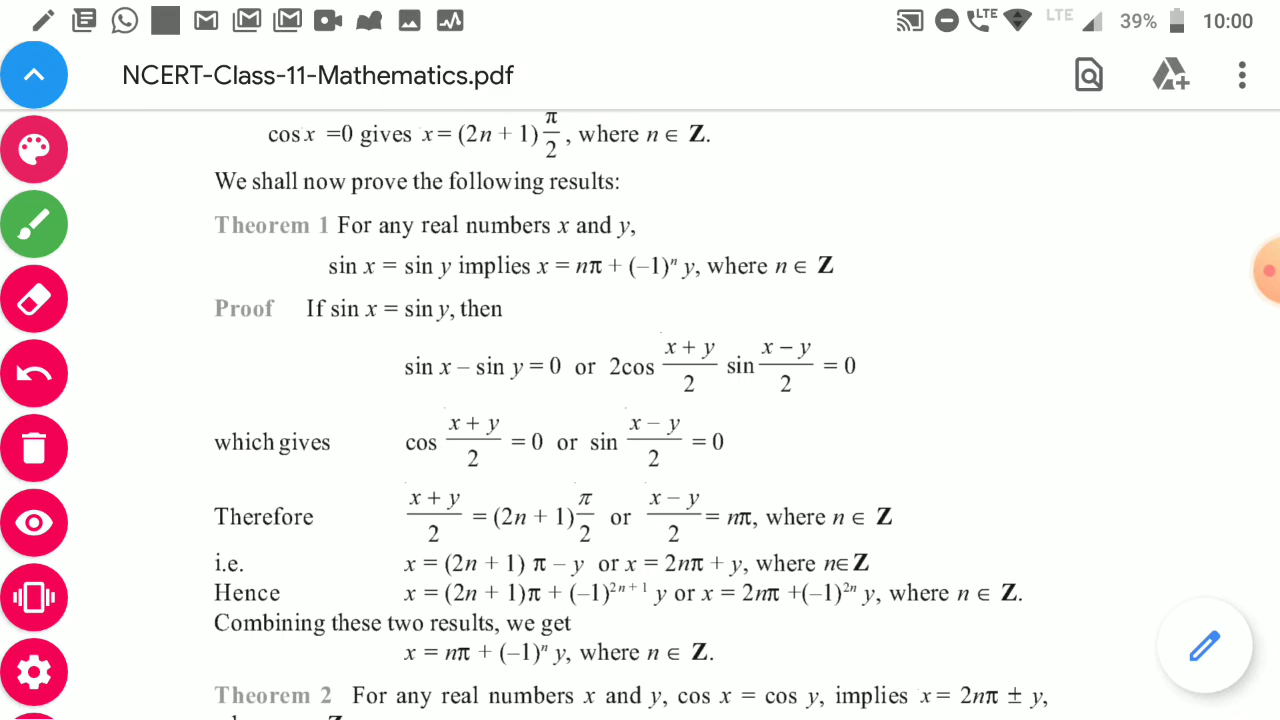 LTE LTE 39% 10:00
NCERT-Class-11-Mathematics.pdf
cos x =0 gives x = (2n + 1) π/2 , where n ∈ Z.
We shall now prove the following results:
Theorem 1 For any real numbers x and y,
sin x = sin y implies x = nπ + (–1)ⁿ y, where n ∈ Z
Proof If sin x = sin y, then
sin x – sin y = 0 or 2cos (x + y)/2 sin (x – y)/2 = 0
which gives cos (x + y)/2 = 0 or sin (x – y)/2 = 0
Therefore (x + y)/2 = (2n + 1) π/2 or (x – y)/2 = nπ, where n ∈ Z
i.e. x = (2n + 1) π – y or x = 2nπ + y, where n∈Z
Hence x = (2n + 1)π + (–1)²ⁿ⁺¹ y or x = 2nπ +(–1)²ⁿ y, where n ∈ Z.
Combining these two results, we get
x = nπ + (–1)ⁿ y, where n ∈ Z.
Theorem 2 For any real numbers x and y, cos x = cos y, implies x = 2nπ ± y,